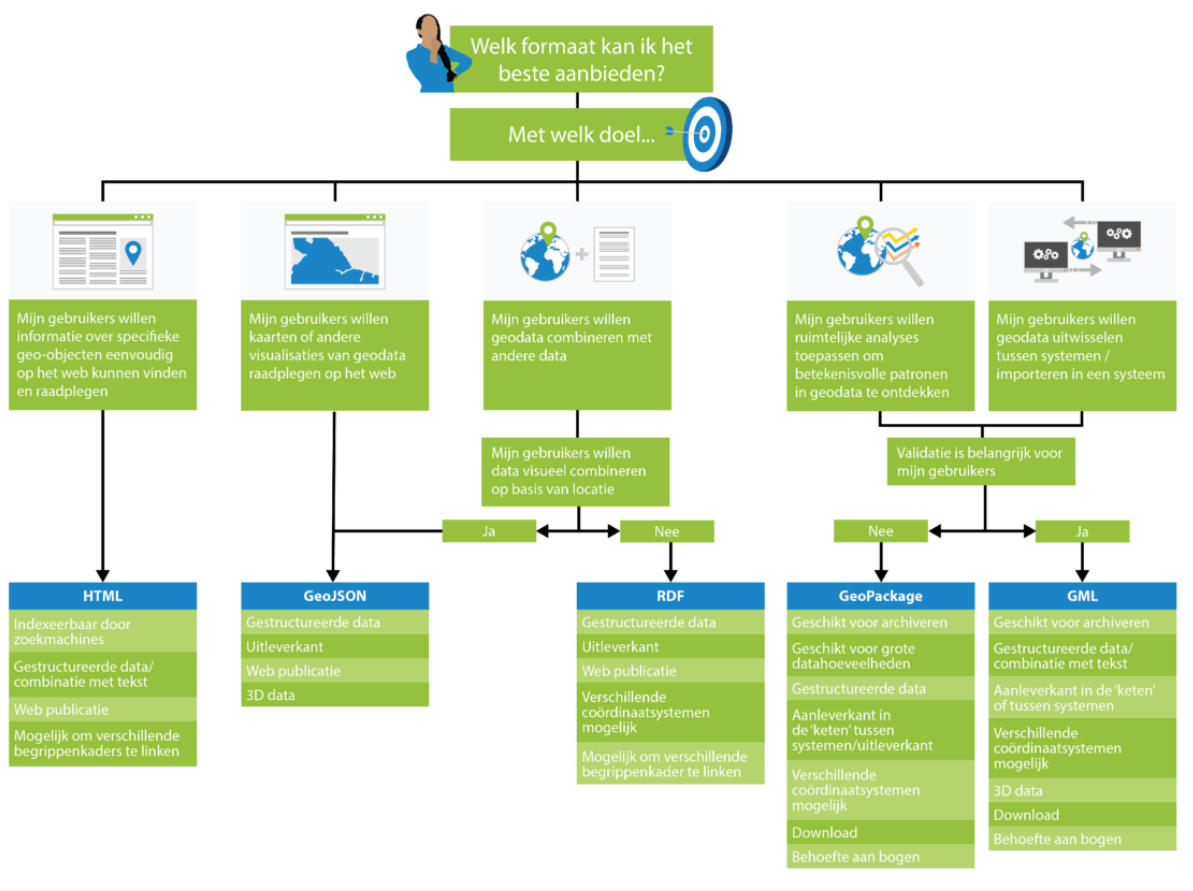 Welk formaat kan ik het
beste aanbieden?
Met welk doel...
Mijn gebruikers willen
informatie over specifieke
geo-objecten eenvoudig
op het web kunnen vinden
en raadplegen
Mijn gebruikers willen
kaarten of andere
visualisaties van geodata
raadplegen op het web
Mijn gebruikers willen
geodata combineren met
andere data
Mijn gebruikers willen
ruimtelijke analyses
toepassen om
betekenisvolle patronen
in geodata te ontdekken
Mijn gebruikers willen
geodata uitwisselen
tussen systemen /
importeren in een systeem
Mijn gebruikers willen
data visueel combineren
op basis van locatie
Validatie is belangrijk voor
mijn gebruikers
Ja
Nee
Nee
Ja
HTML
Indexeerbaar door
zoekmachines
Gestructureerde data/
combinatie met tekst
Web publicatie
Mogelijk om verschillende
begrippenkaders te linken
GeoJSON
Gestructureerde data
Uitleverkant
Web publicatie
3D data
RDF
Gestructureerde data
Uitleverkant
Web publicatie
Verschillende
coördinaatsystemen
mogelijk
Mogelijk om verschillende
begrippenkader te linken
GeoPackage
Geschikt voor archiveren
Geschikt voor grote
datahoeveelheden
Gestructureerde data
Aanleverkant in
de 'keten' tussen
systemen/uitleverkant
Verschillende
coördinaatsystemen
mogelijk
Download
Behoefte aan bogen
GML
Geschikt voor archiveren
Gestructureerde data/
combinatie met tekst
Aanleverkant in de 'keten'
of tussen systemen
Verschillende
coördinaatsystemen
mogelijk
3D data
Download
Behoefte aan bogen